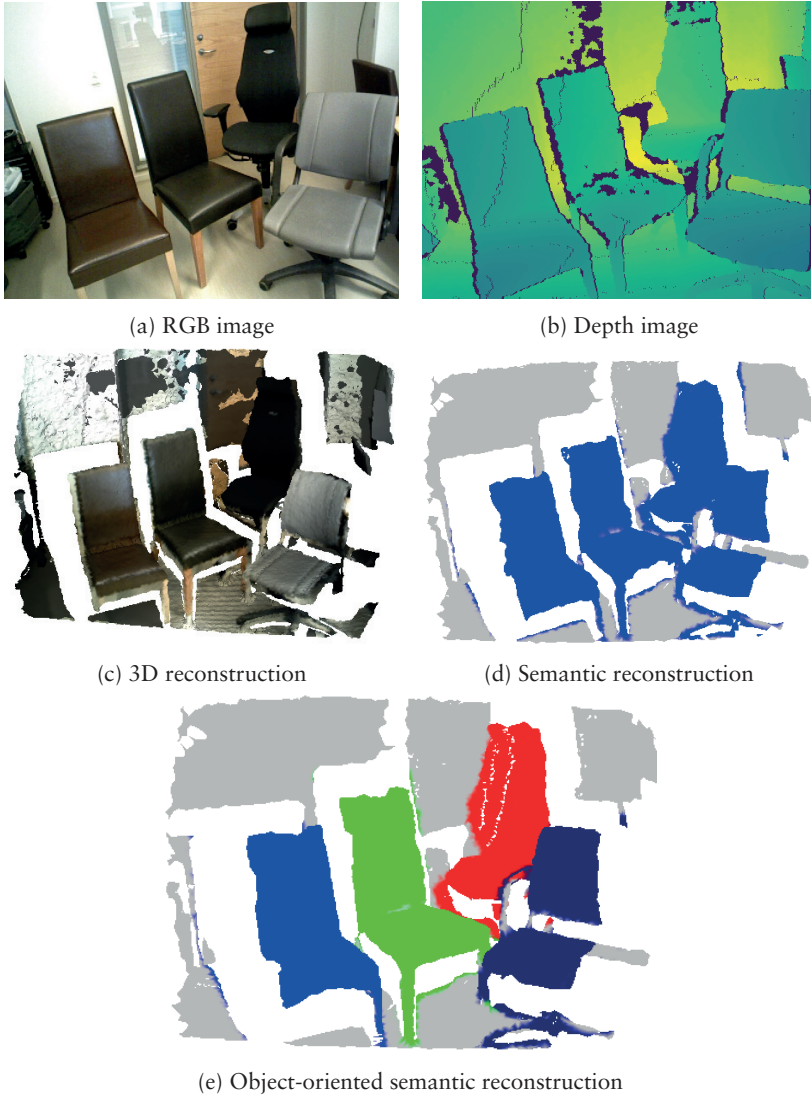 (a) RGB image
(b) Depth image
(c) 3D reconstruction
(d) Semantic reconstruction
(e) Object-oriented semantic reconstruction